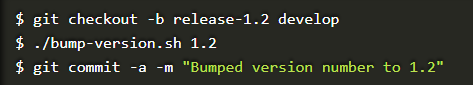 $ git checkout -b release-1.2 develop
$ ./bump-version.sh 1.2
$ git commit -a -m "Bumped version number to 1.2"